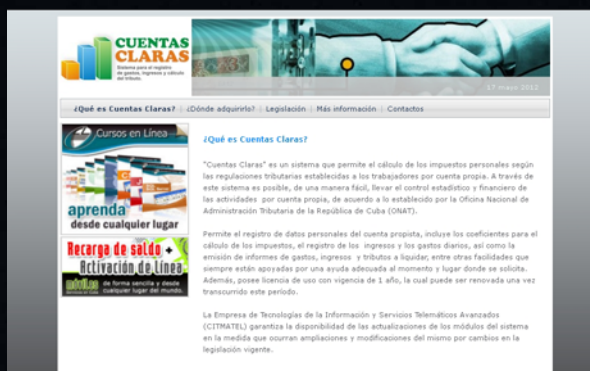 CUENTAS
CLARAS
Sistema para el registro
de gastos, ingresos y cálculo
del tributo.
17 mayo 2012
¿Qué es Cuentas Claras? | ¿Dónde adquirirlo? | Legislación | Más información | Contactos
Cursos en Línea
aprenda
desde cualquier lugar
Recarga de saldo +
Activación de Línea
móvil.cu de forma sencilla y desde
cualquier lugar del mundo.
¿Qué es Cuentas Claras?
"Cuentas Claras" es un sistema que permite el cálculo de los impuestos personales según
las regulaciones tributarias establecidas a los trabajadores por cuenta propia. A través de
este sistema es posible, de una manera fácil, llevar el control estadístico y financiero de
las actividades por cuenta propia, de acuerdo a lo establecido por la Oficina Nacional de
Administración Tributaria de la República de Cuba (ONAT).
Permite el registro de datos personales del cuenta propista, incluye los coeficientes para el
cálculo de los impuestos, el registro de los ingresos y los gastos diarios, así como la
emisión de informes de gastos, ingresos y tributos a liquidar, entre otras facilidades que
siempre están apoyadas por una ayuda adecuada al momento y lugar donde se solicita.
Además, posee licencia de uso con vigencia de 1 año, la cual puede ser renovada una vez
transcurrido este período.
La Empresa de Tecnologías de la Información y Servicios Telemáticos Avanzados
(CITMATEL) garantiza la disponibilidad de las actualizaciones de los módulos del sistema
en la medida que ocurran ampliaciones y modificaciones del mismo por cambios en la
legislación vigente.